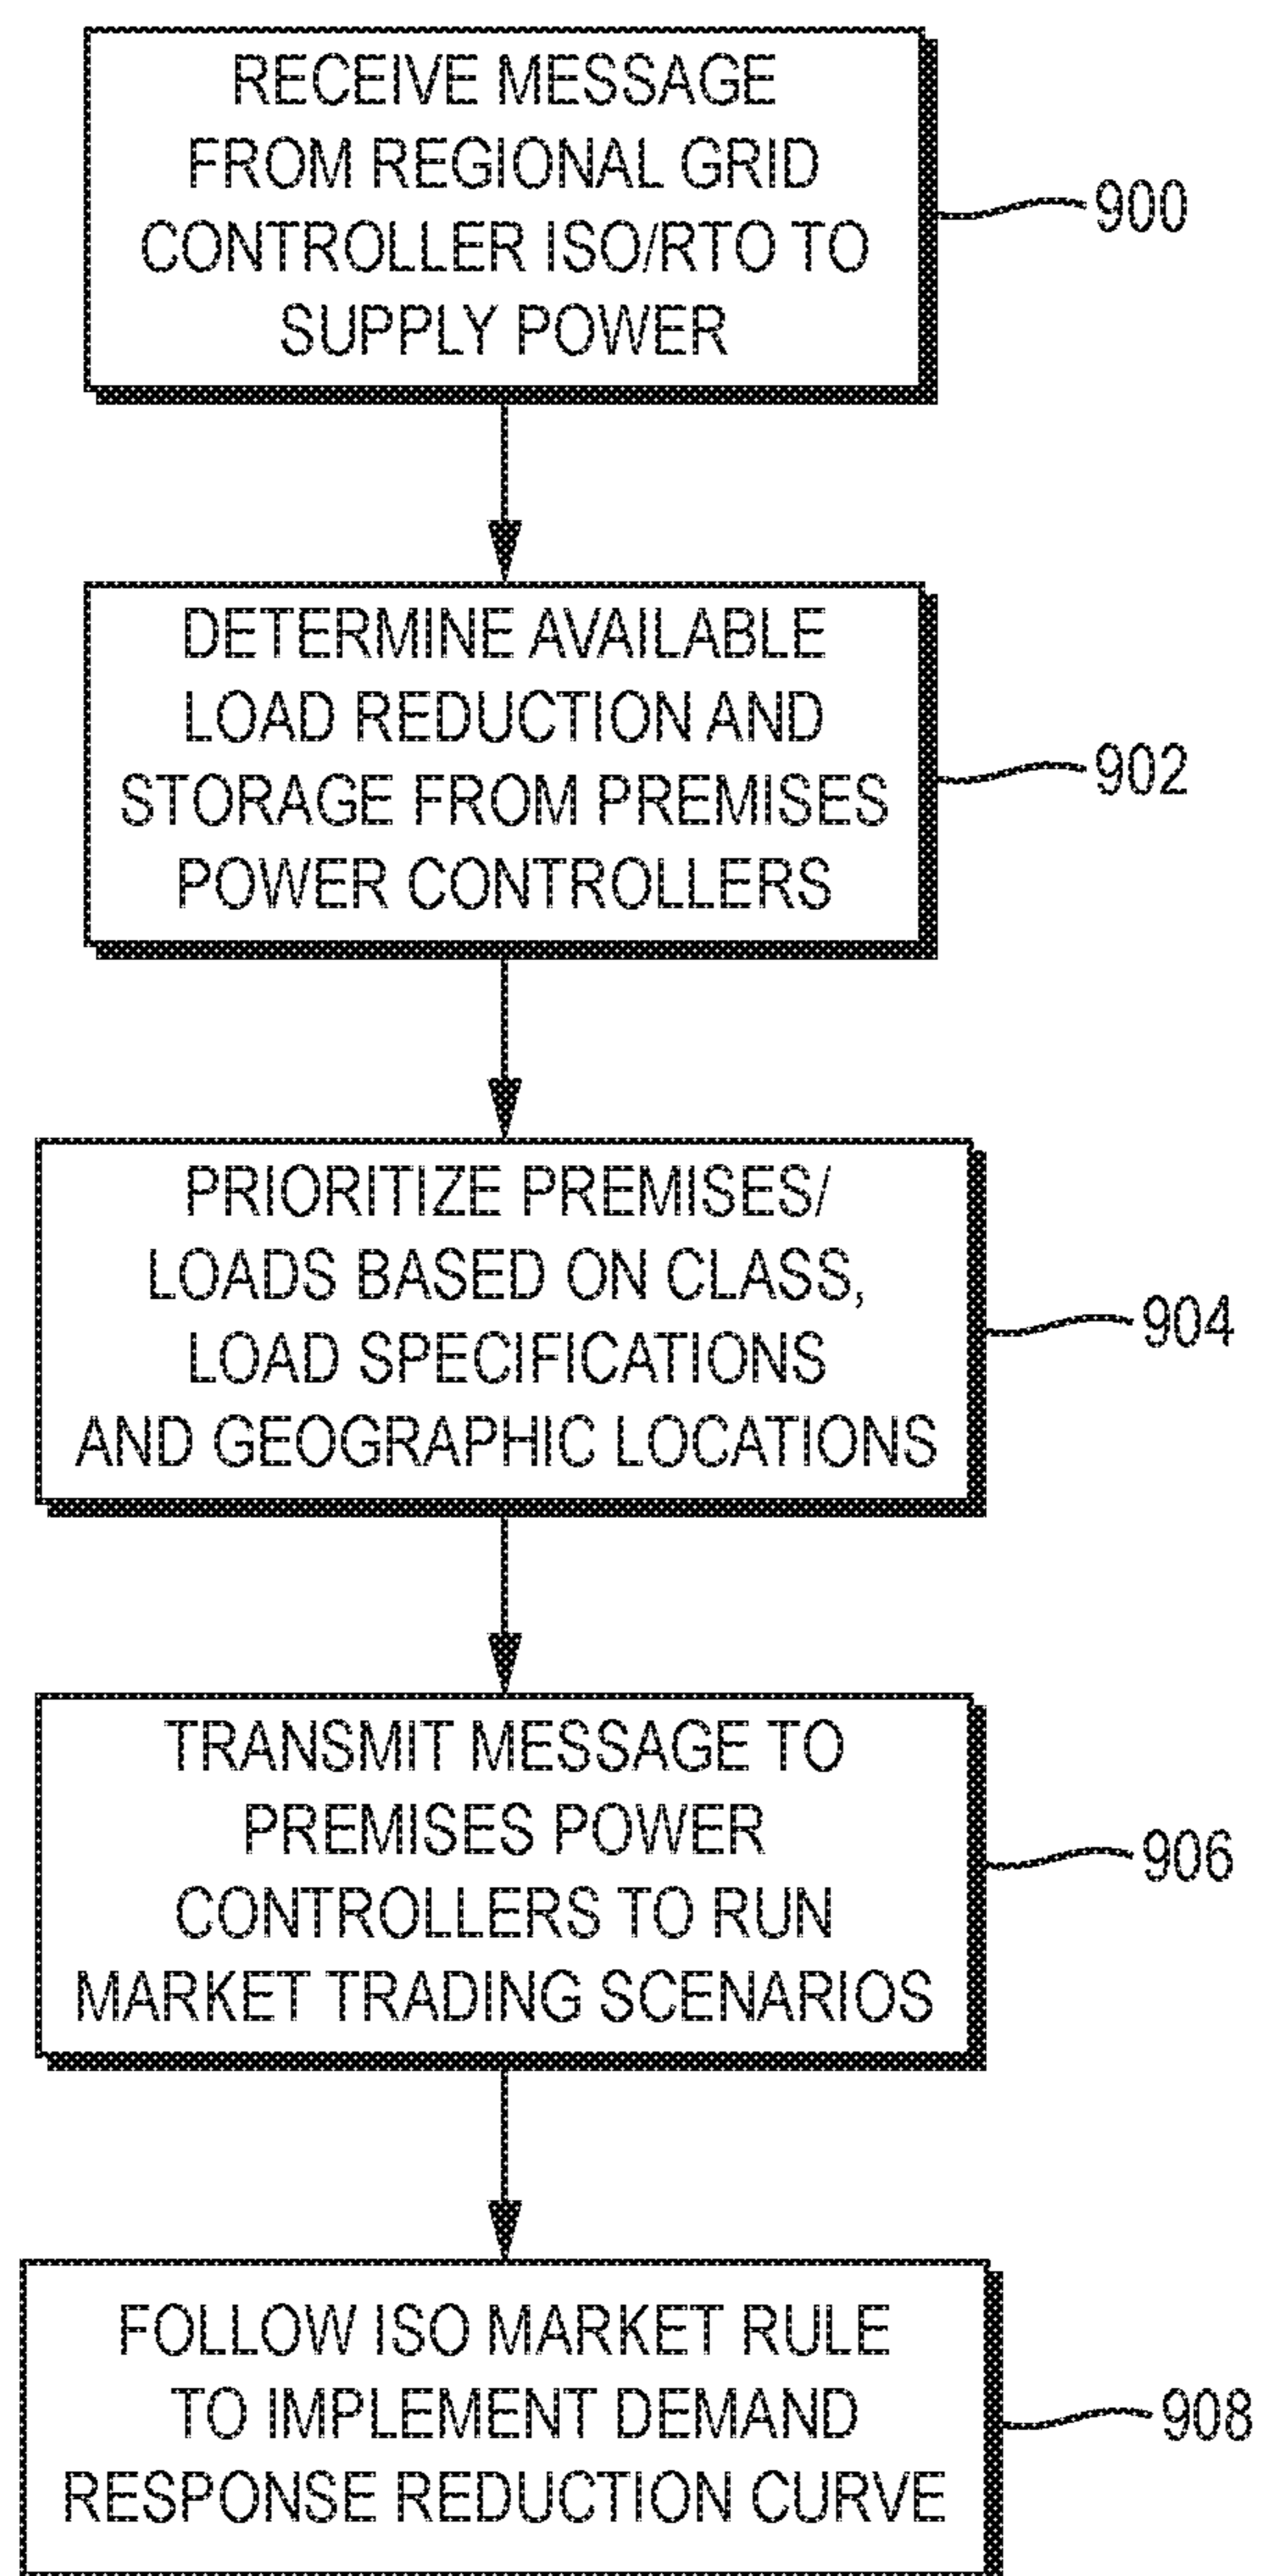 RECEIVE MESSAGE
FROM REGIONAL GRID
CONTROLLER ISO/RTO TO
SUPPLY POWER
900
DETERMINE AVAILABLE
LOAD REDUCTION AND
STORAGE FROM PREMISES
POWER CONTROLLERS
902
PRIORITIZE PREMISES/
LOADS BASED ON CLASS,
LOAD SPECIFICATIONS
AND GEOGRAPHIC LOCATIONS
904
TRANSMIT MESSAGE TO
PREMISES POWER
CONTROLLERS TO RUN
MARKET TRADING SCENARIOS
906
FOLLOW ISO MARKET RULE
TO IMPLEMENT DEMAND
RESPONSE REDUCTION CURVE
908